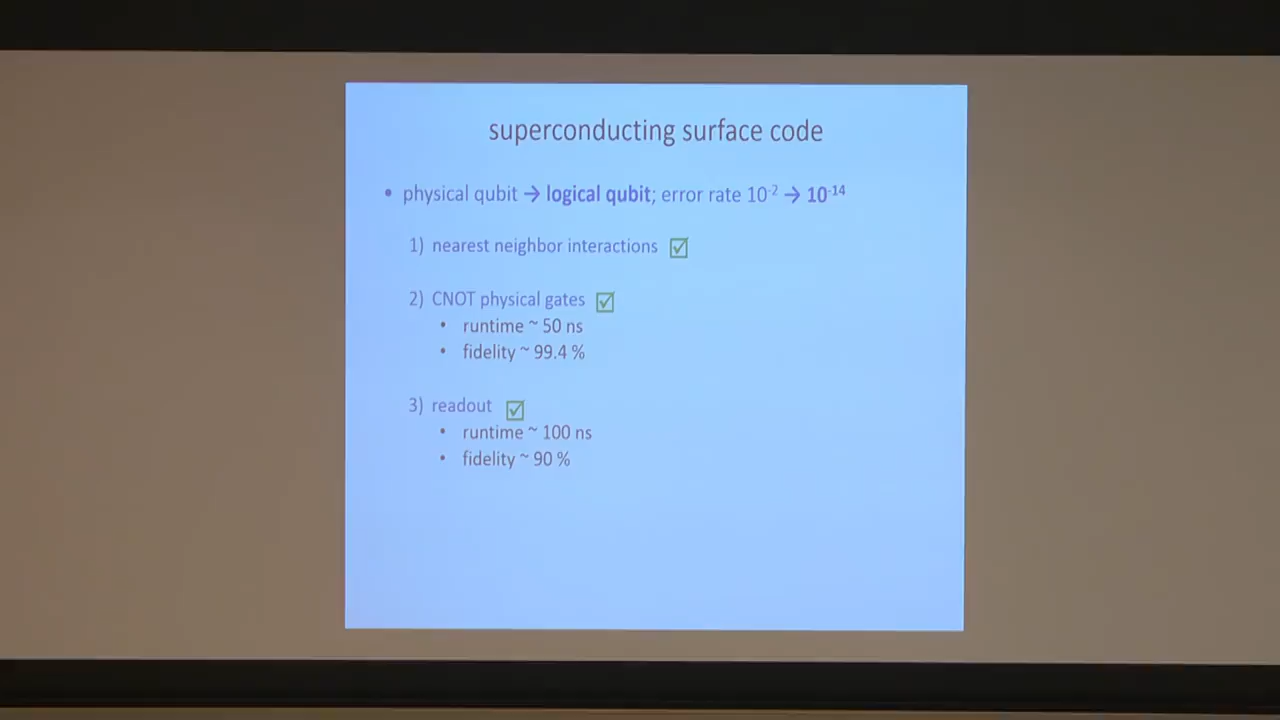 superconducting surface code
• physical qubit → logical qubit; error rate 10⁻² → 10⁻¹⁴
1) nearest neighbor interactions ☑
2) CNOT physical gates ☑
• runtime ~ 50 ns
• fidelity ~ 99.4 %
3) readout ☑
• runtime ~ 100 ns
• fidelity ~ 90 %